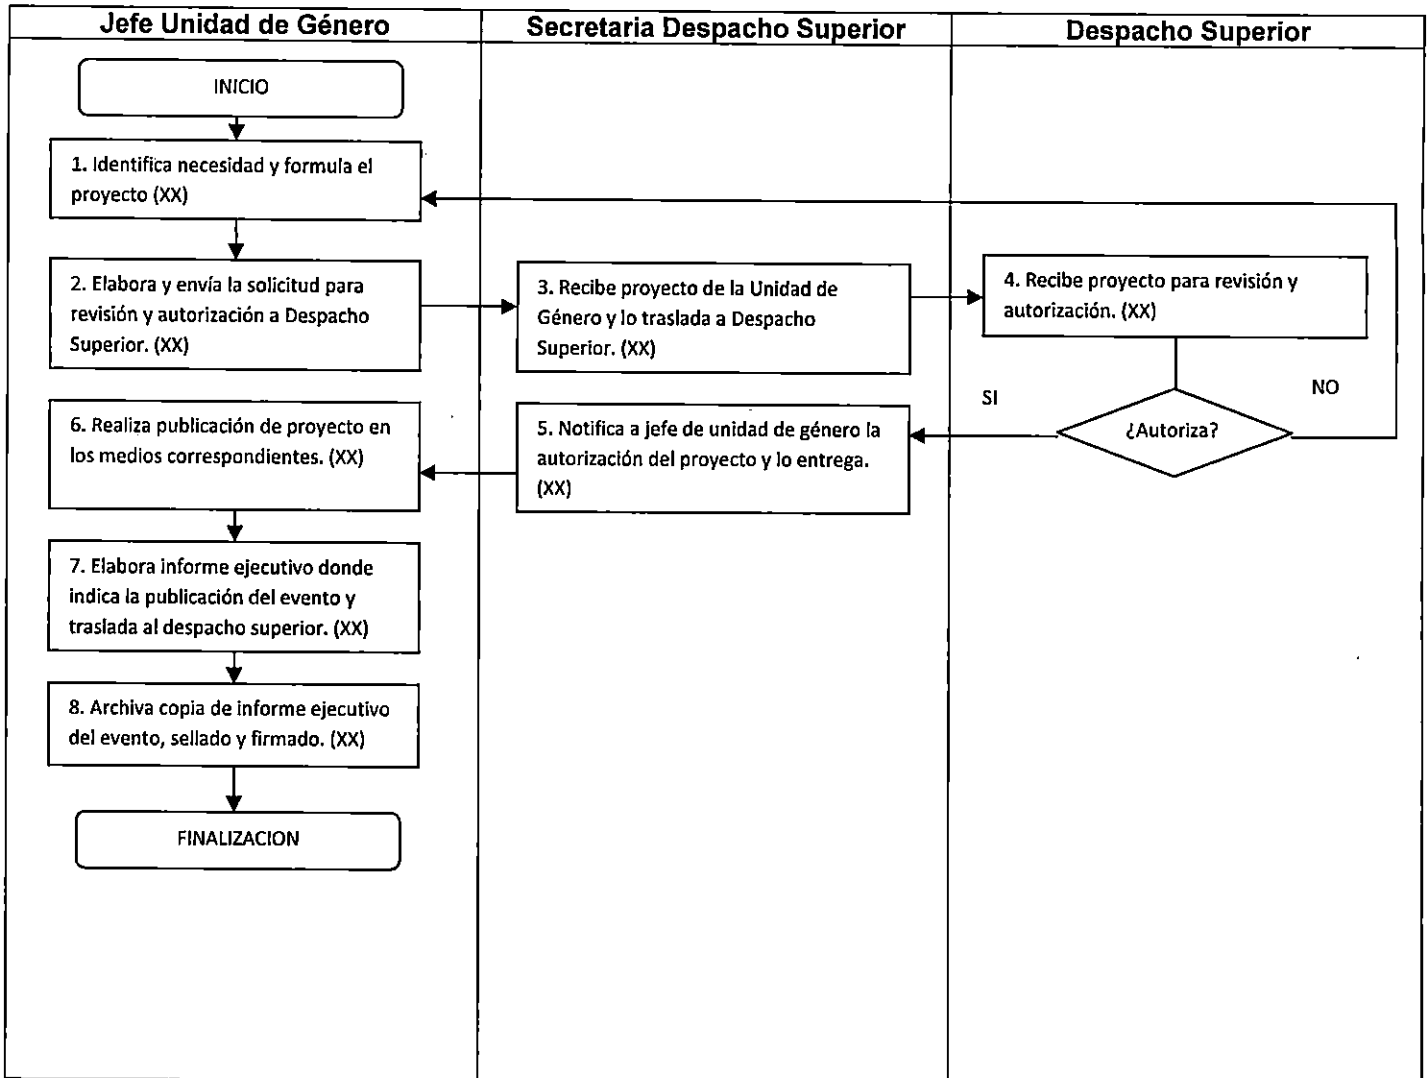 Jefe Unidad de Género
Secretaria Despacho Superior
Despacho Superior
INICIO
1. Identifica necesidad y formula el
proyecto (XX)
2. Elabora y envía la solicitud para
revisión y autorización a Despacho
Superior. (XX)
3. Recibe proyecto de la Unidad de
Género y lo traslada a Despacho
Superior. (XX)
4. Recibe proyecto para revisión y
autorización. (XX)
SI
NO
¿Autoriza?
5. Notifica a jefe de unidad de género la
autorización del proyecto y lo entrega.
(XX)
6. Realiza publicación de proyecto en
los medios correspondientes. (XX)
7. Elabora informe ejecutivo donde
indica la publicación del evento y
traslada al despacho superior. (XX)
8. Archiva copia de informe ejecutivo
del evento, sellado y firmado. (XX)
FINALIZACION